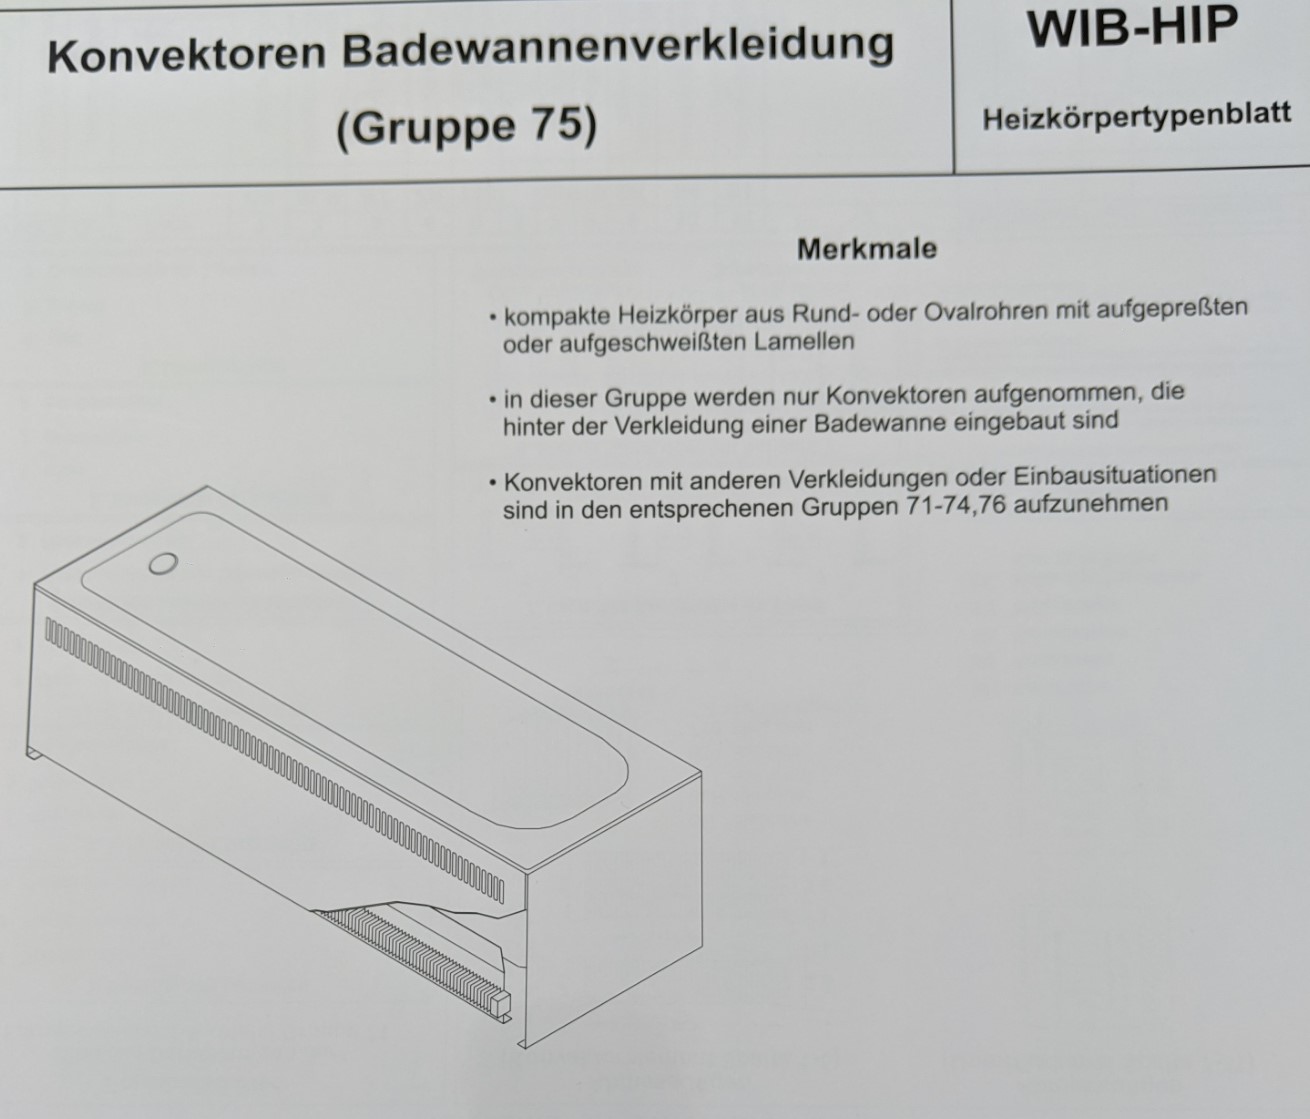 Konvektoren Badewannenverkleidung
(Gruppe 75)
WIB-HIP
Heizkörpertypenblatt
Merkmale
• kompakte Heizkörper aus Rund- oder Ovalrohren mit aufgepreßten
oder aufgeschweißten Lamellen
• in dieser Gruppe werden nur Konvektoren aufgenommen, die
hinter der Verkleidung einer Badewanne eingebaut sind
• Konvektoren mit anderen Verkleidungen oder Einbausituationen
sind in den entsprechenen Gruppen 71-74,76 aufzunehmen